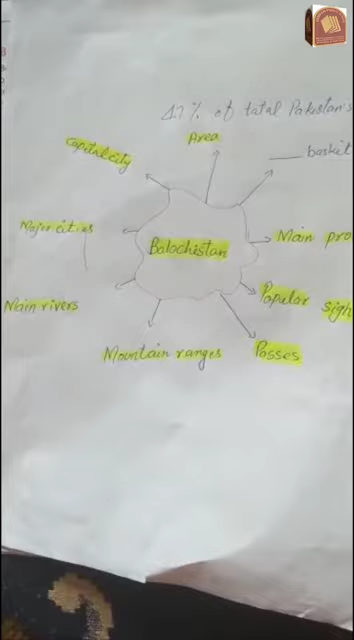 47% of total Pakistan's
Area
Capital city
basket
Major cities
Balochistan
Main pro
Main rivers
Popular sigh
Mountain ranges
Passes